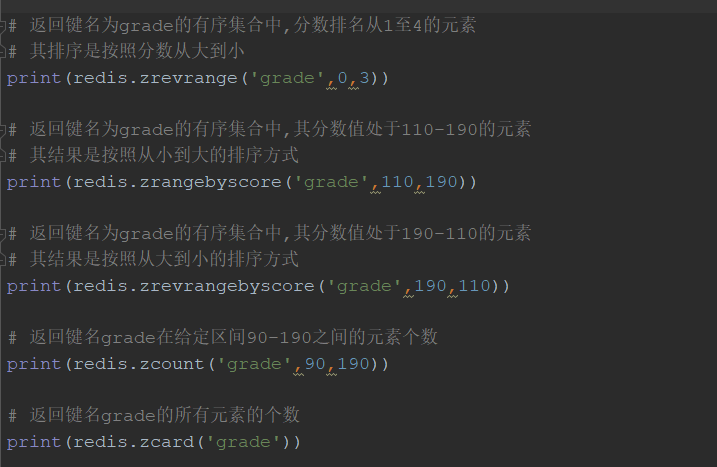 # 返回键名为grade的有序集合中,分数排名从1至4的元素
# 其排序是按照分数从大到小
print(redis.zrevrange('grade',0,3))
# 返回键名为grade的有序集合中,其分数值处于110-190的元素
# 其结果是按照从小到大的排序方式
print(redis.zrangebyscore('grade',110,190))
# 返回键名为grade的有序集合中,其分数值处于190-110的元素
# 其结果是按照从大到小的排序方式
print(redis.zrevrangebyscore('grade',190,110))
# 返回键名grade在给定区间90-190之间的元素个数
print(redis.zcount('grade',90,190))
# 返回键名grade的所有元素的个数
print(redis.zcard('grade'))